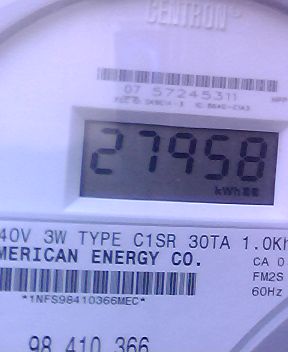 CENTRON®
07 57245311
27958
kWh
40V 3W TYPE C1SR 30TA 1.0Kh
MERICAN ENERGY CO.
CA 0
FM2S
*1NFS98410366MEC*
60Hz
98 410 366